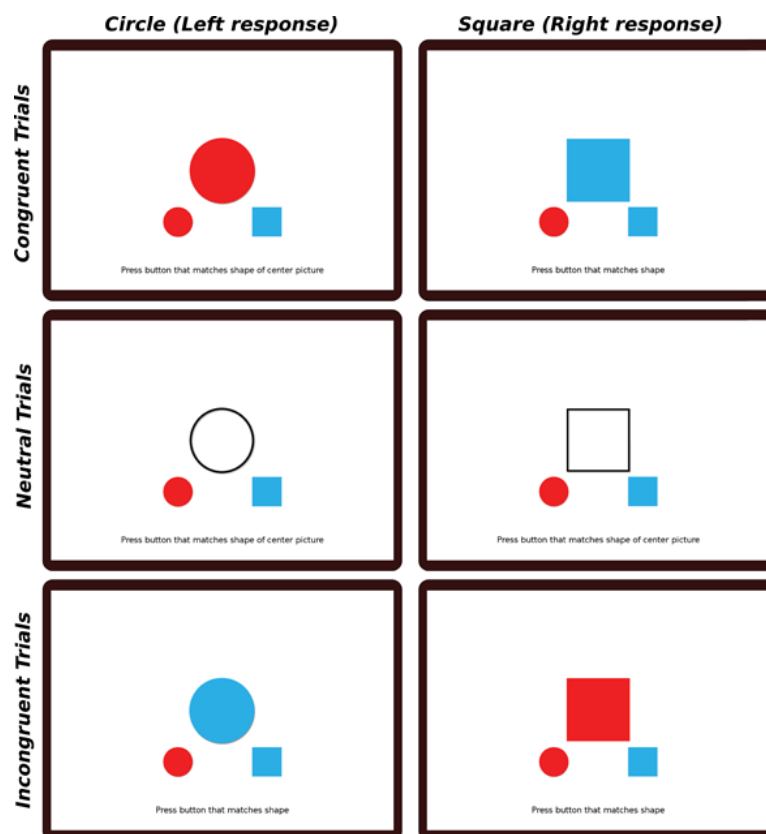 Circle (Left response)
Square (Right response)
Congruent Trials
Press button that matches shape of center picture
Press button that matches shape
Neutral Trials
Press button that matches shape of center picture
Press button that matches shape of center picture
Incongruent Trials
Press button that matches shape
Press button that matches shape